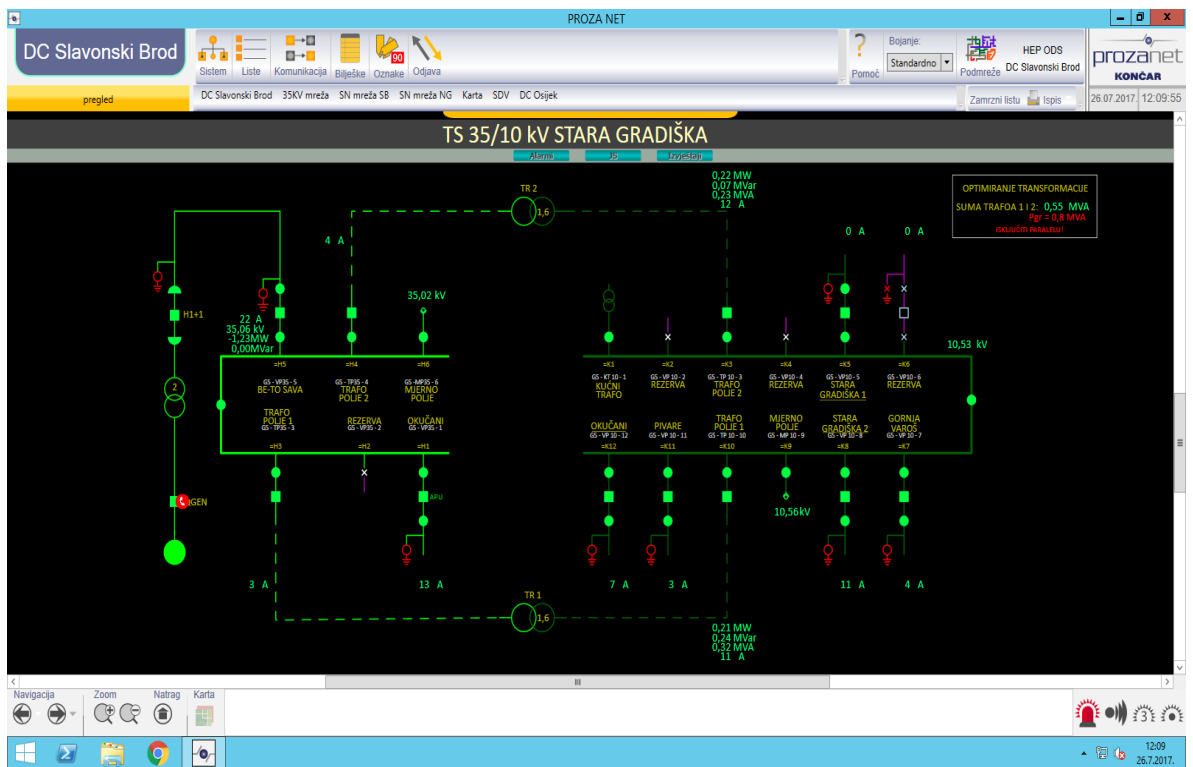 PROZA NET
DC Slavonski Brod
Sistem
Liste
Komunikacija
Bilješke
90
Oznake
Odjava
Pomoć
Bojanje:
Standardno
Podmreže
HEP ODS
DC Slavonski Brod
prozanet
KONČAR
pregled
DC Slavonski Brod 35KV mreža SN mreža SB SN mreža NG Karta SDV DC Osijek
Zamrzni listu
Ispis
26.07.2017. 12:09:55
TS 35/10 kV STARA GRADIŠKA
Alarmi
JS
Izvještaji
0,22 MW
0,07 MVar
0,23 MVA
12 A
TR 2
1,6
OPTIMIRANJE TRANSFORMACIJE
SUMA TRAFOA 1 I 2: 0,55 MVA
Pgr = 0,8 MVA
ISKLJUČITI PARALELU!
4 A
0 A
0 A
35,02 kV
H1+1
22 A
35,06 kV
-1,23MW
0,00MVar
10,53 kV
=H5
=H4
=H6
=K1
=K2
=K3
=K4
=K5
=K6
GS - VP35 - 5
BE-TO SAVA
GS - TP35 - 4
TRAFO
POLJE 2
GS -MP35 - 6
MJERNO
POLJE
GS - KT 10 - 1
KUĆNI
TRAFO
GS - VP 10 - 2
REZERVA
GS - TP 10 - 3
TRAFO
POLJE 2
GS - VP10 - 4
REZERVA
GS - VP10 - 5
STARA
GRADIŠKA 1
GS - VP10 - 6
REZERVA
2
TRAFO
POLJE 1
GS - TP35 - 3
REZERVA
GS - VP35 - 2
OKUČANI
GS - VP35 - 1
OKUČANI
GS - VP 10 - 12
PIVARE
GS - VP 10 - 11
TRAFO
POLJE 1
GS - TP 10 - 10
MJERNO
POLJE
GS - MP 10 - 9
STARA
GRADIŠKA 2
GS - VP 10 - 8
GORNJA
VAROŠ
GS - VP 10 - 7
=H3
=H2
=H1
=K12
=K11
=K10
=K9
=K8
=K7
GEN
APU
10,56kV
3 A
13 A
7 A
3 A
11 A
4 A
TR 1
1,6
0,21 MW
0,24 MVar
0,32 MVA
11 A
Navigacija
Zoom
Natrag
Karta
3
12:09
26.7.2017.